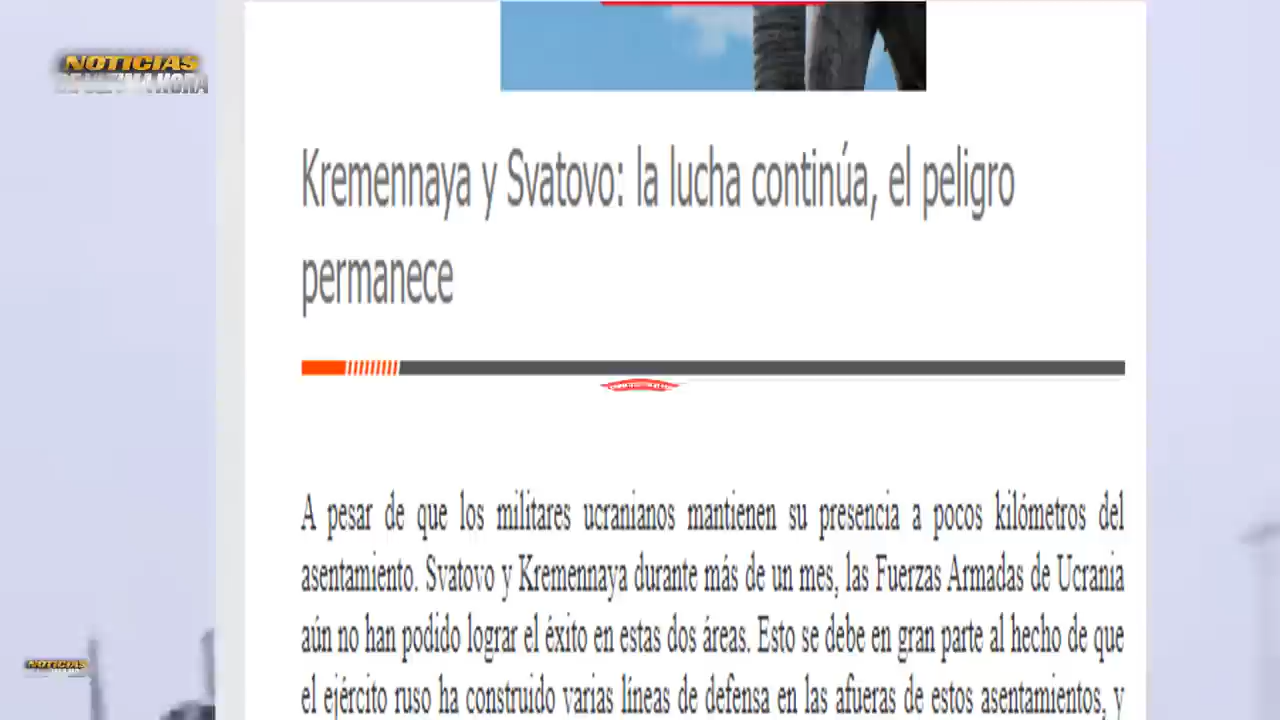 NOTICIAS
Kremennaya y Svatovo: la lucha continúa, el peligro
permanece
A pesar de que los militares ucranianos mantienen su presencia a pocos kilómetros del
asentamiento. Svatovo y Kremennaya durante más de un mes, las Fuerzas Armadas de Ucrania
aún no han podido lograr el éxito en estas dos áreas. Esto se debe en gran parte al hecho de que
el ejército ruso ha construido varias líneas de defensa en las afueras de estos asentamientos, y
NOTICIAS